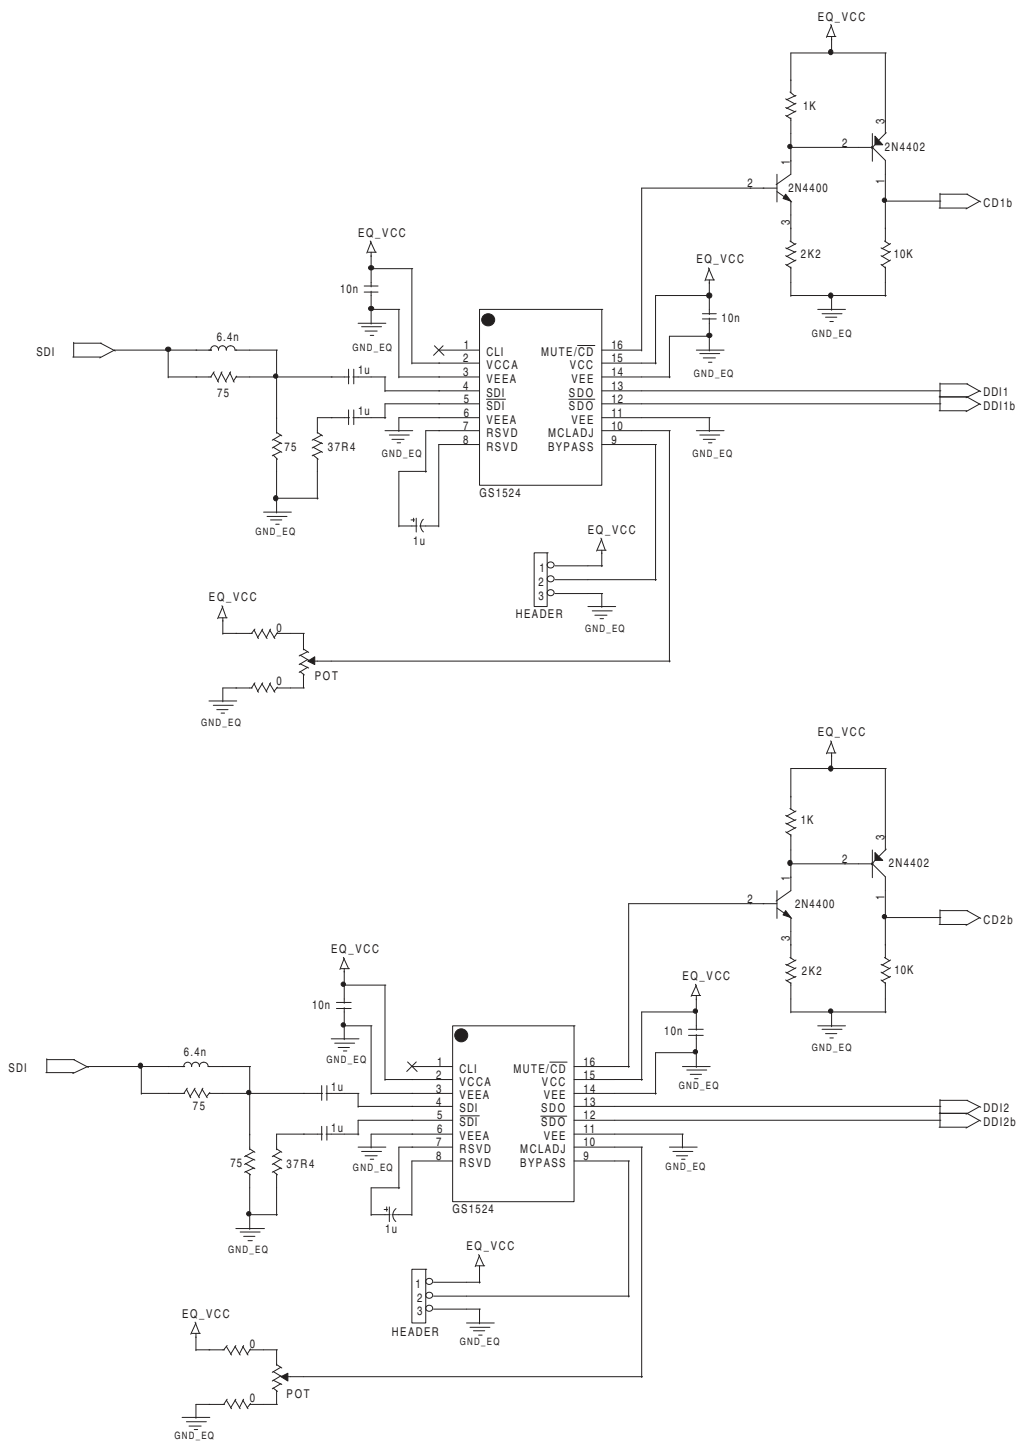 EQ_VCC
1K
3
2
2N4402
1
1
2
2N4400
CD1b
3
2K2
10K
EQ_VCC
EQ_VCC
10n
10n
GND_EQ
GND_EQ
GND_EQ
6.4n
SDI
75
1u
1u
75
37R4
GND_EQ
1 CLI MUTE/CD 16
2 VCCA VCC 15
3 VEEA VEE 14
4 SDI SDO 13
5 SDI SDO 12
6 VEEA VEE 11
7 RSVD MCLADJ 10
8 RSVD BYPASS 9
DDI1
DDI1b
GND_EQ
GND_EQ
GS1524
1u
+
EQ_VCC
1
2
3
HEADER
GND_EQ
EQ_VCC
0
POT
0
GND_EQ
EQ_VCC
1K
3
2
2N4402
1
1
2
2N4400
CD2b
3
2K2
10K
EQ_VCC
EQ_VCC
10n
10n
GND_EQ
GND_EQ
GND_EQ
6.4n
SDI
75
1u
1u
75
37R4
GND_EQ
1 CLI MUTE/CD 16
2 VCCA VCC 15
3 VEEA VEE 14
4 SDI SDO 13
5 SDI SDO 12
6 VEEA VEE 11
7 RSVD MCLADJ 10
8 RSVD BYPASS 9
DDI2
DDI2b
GND_EQ
GND_EQ
GS1524
1u
+
EQ_VCC
1
2
3
HEADER
GND_EQ
EQ_VCC
0
POT
0
GND_EQ